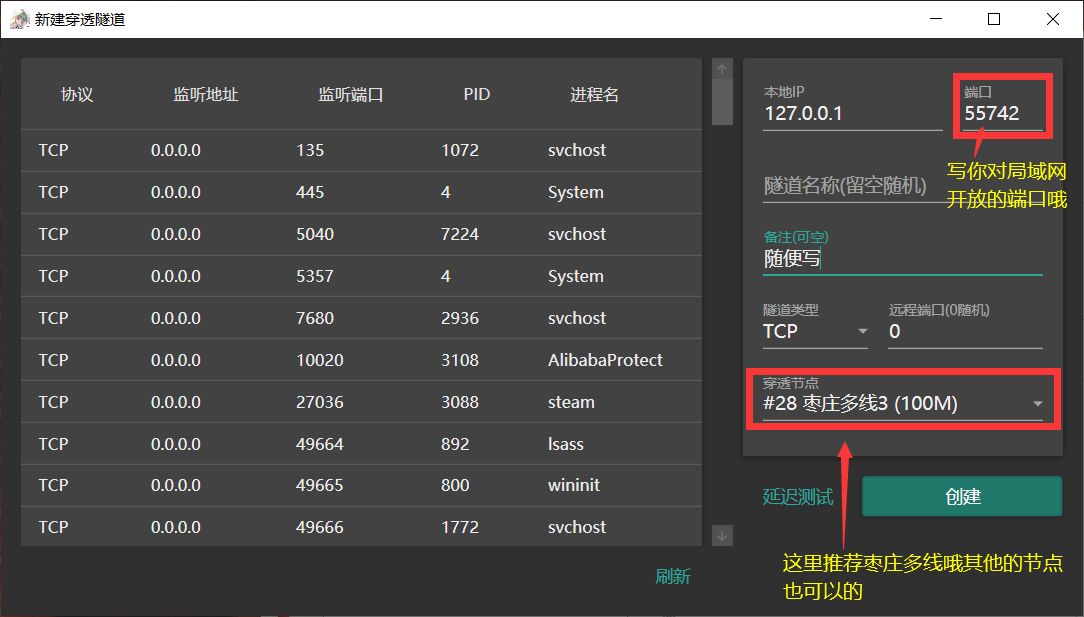 新建穿透隧道
协议 监听地址 监听端口 PID 进程名
TCP 0.0.0.0 135 1072 svchost
TCP 0.0.0.0 445 4 System
TCP 0.0.0.0 5040 7224 svchost
TCP 0.0.0.0 5357 4 System
TCP 0.0.0.0 7680 2936 svchost
TCP 0.0.0.0 10020 3108 AlibabaProtect
TCP 0.0.0.0 27036 3088 steam
TCP 0.0.0.0 49664 892 lsass
TCP 0.0.0.0 49665 800 wininit
TCP 0.0.0.0 49666 1772 svchost
刷新
本地IP 端口
127.0.0.1 55742
写你对局域网
开放的端口哦
隧道名称(留空随机)
备注(可空)
随便写
隧道类型 远程端口(0随机)
TCP 0
穿透节点
#28 枣庄多线3 (100M)
延迟测试 创建
这里推荐枣庄多线哦其他的节点
也可以的